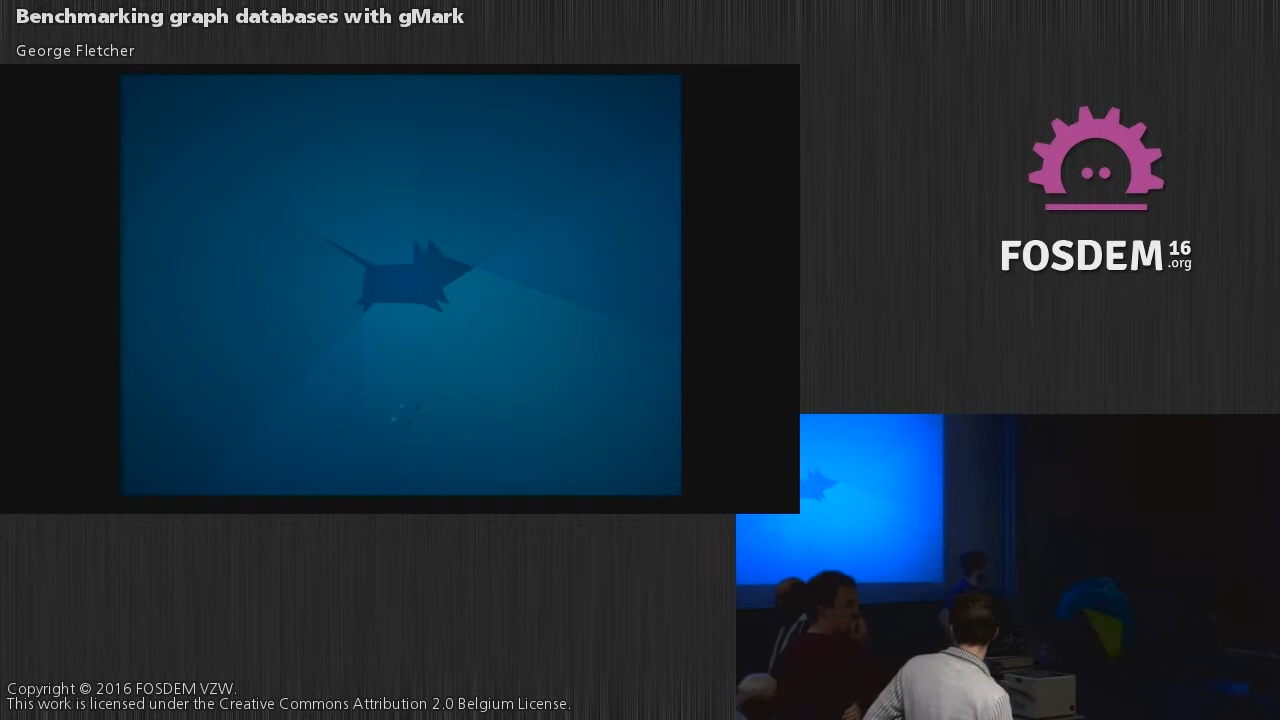 Benchmarking graph databases with gMark
George Fletcher
FOSDEM 16
.org
Copyright © 2016 FOSDEM VZW.
This work is licensed under the Creative Commons Attribution 2.0 Belgium License.